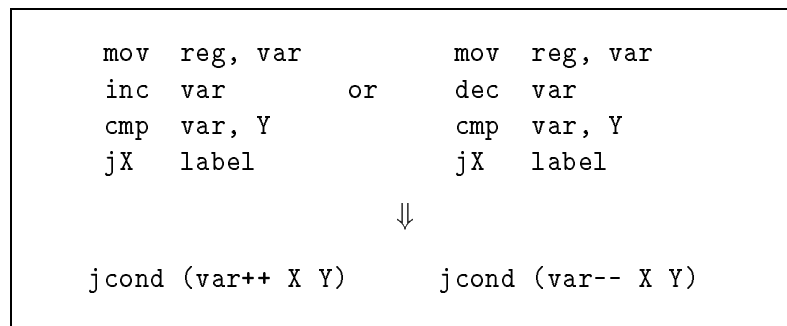 mov reg, var mov reg, var
inc var or dec var
cmp var, Y cmp var, Y
jX label jX label
⇓
jcond (var++ X Y) jcond (var-- X Y)